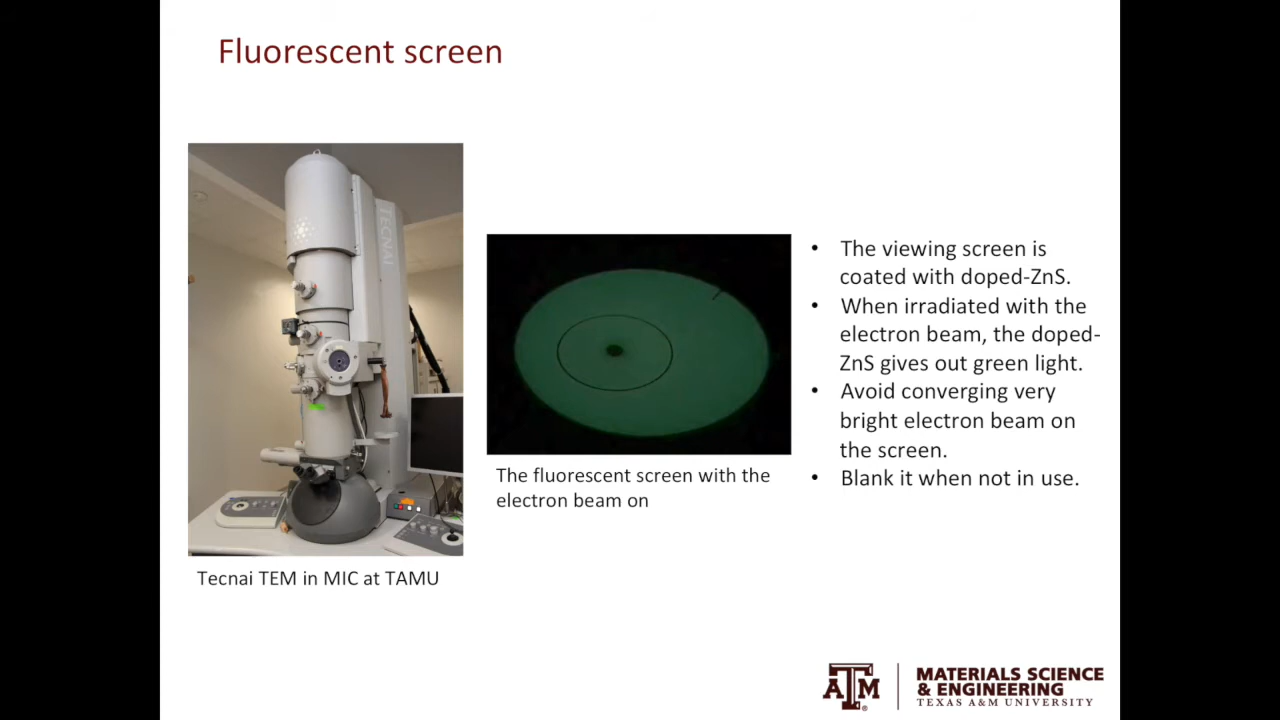 Fluorescent screen
TECNAI
Tecnai TEM in MIC at TAMU
The fluorescent screen with the
electron beam on
• The viewing screen is
coated with doped-ZnS.
• When irradiated with the
electron beam, the doped-
ZnS gives out green light.
• Avoid converging very
bright electron beam on
the screen.
• Blank it when not in use.
ATM
®
MATERIALS SCIENCE
& ENGINEERING
TEXAS A&M UNIVERSITY